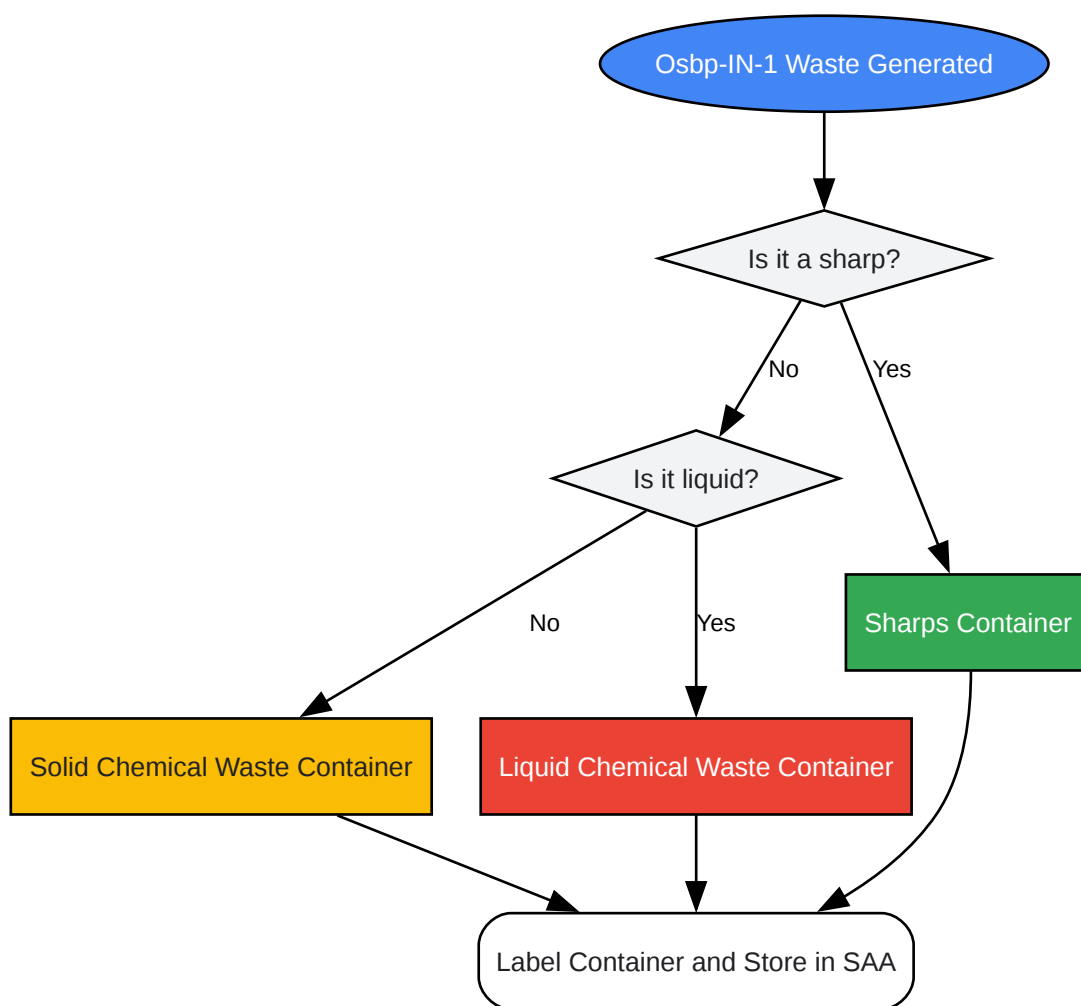 Osbp-IN-1 Waste Generated
Is it a sharp?
No
Yes
Is it liquid?
No
Yes
Sharps Container
Solid Chemical Waste Container
Liquid Chemical Waste Container
Label Container and Store in SAA